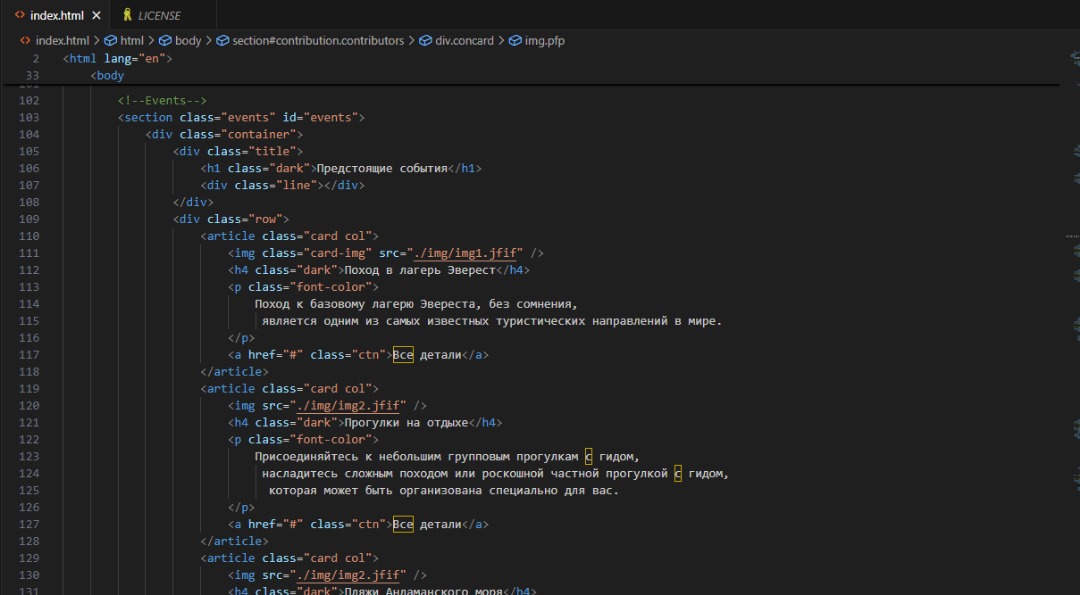 index.html
LICENSE
index.html > html > body > section#contribution.contributors > div.concard > img.pfp
2 <html lang="en">
33 <body
102 <!--Events-->
103 <section class="events" id="events">
104 <div class="container">
105 <div class="title">
106 <h1 class="dark">Предстоящие события</h1>
107 <div class="line"></div>
108 </div>
109 <div class="row">
110 <article class="card col">
111 <img class="card-img" src="./img/img1.jfif" />
112 <h4 class="dark">Поход в лагерь Эверест</h4>
113 <p class="font-color">
114 Поход к базовому лагерю Эвереста, без сомнения,
115 является одним из самых известных туристических направлений в мире.
116 </p>
117 <a href="#" class="ctn">Все детали</a>
118 </article>
119 <article class="card col">
120 <img src="./img/img2.jfif" />
121 <h4 class="dark">Прогулки на отдыхе</h4>
122 <p class="font-color">
123 Присоединяйтесь к небольшим групповым прогулкам с гидом,
124 насладитесь сложным походом или роскошной частной прогулкой с гидом,
125 которая может быть организована специально для вас.
126 </p>
127 <a href="#" class="ctn">Все детали</a>
128 </article>
129 <article class="card col">
130 <img src="./img/img2.jfif" />
131 <h4 class="dark">Пляжи Андаманского моря</h4>